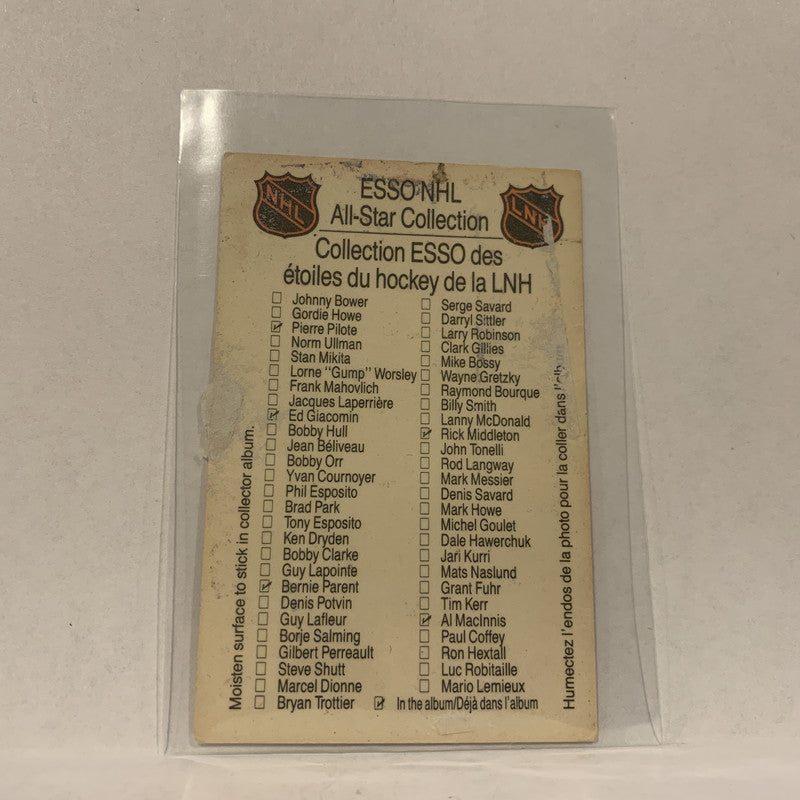 NHL
LNH
ESSO NHL
All-Star Collection
Collection ESSO des
étoiles du hockey de la LNH
Johnny Bower
Gordie Howe
Pierre Pilote
Norm Ullman
Stan Mikita
Lorne "Gump" Worsley
Frank Mahovlich
Jacques Laperrière
Ed Giacomin
Bobby Hull
Jean Béliveau
Bobby Orr
Yvan Cournoyer
Phil Esposito
Brad Park
Tony Esposito
Ken Dryden
Bobby Clarke
Guy Lapointe
Bernie Parent
Denis Potvin
Guy Lafleur
Borje Salming
Gilbert Perreault
Steve Shutt
Marcel Dionne
Bryan Trottier
Serge Savard
Darryl Sittler
Larry Robinson
Clark Gillies
Mike Bossy
Wayne Gretzky
Raymond Bourque
Billy Smith
Lanny McDonald
Rick Middleton
John Tonelli
Rod Langway
Mark Messier
Denis Savard
Mark Howe
Michel Goulet
Dale Hawerchuk
Jari Kurri
Mats Naslund
Grant Fuhr
Tim Kerr
Al MacInnis
Paul Coffey
Ron Hextall
Luc Robitaille
Mario Lemieux
In the album/Déjà dans l'album
Moisten surface to stick in collector album.
Humectez l'endos de la photo pour la coller dans